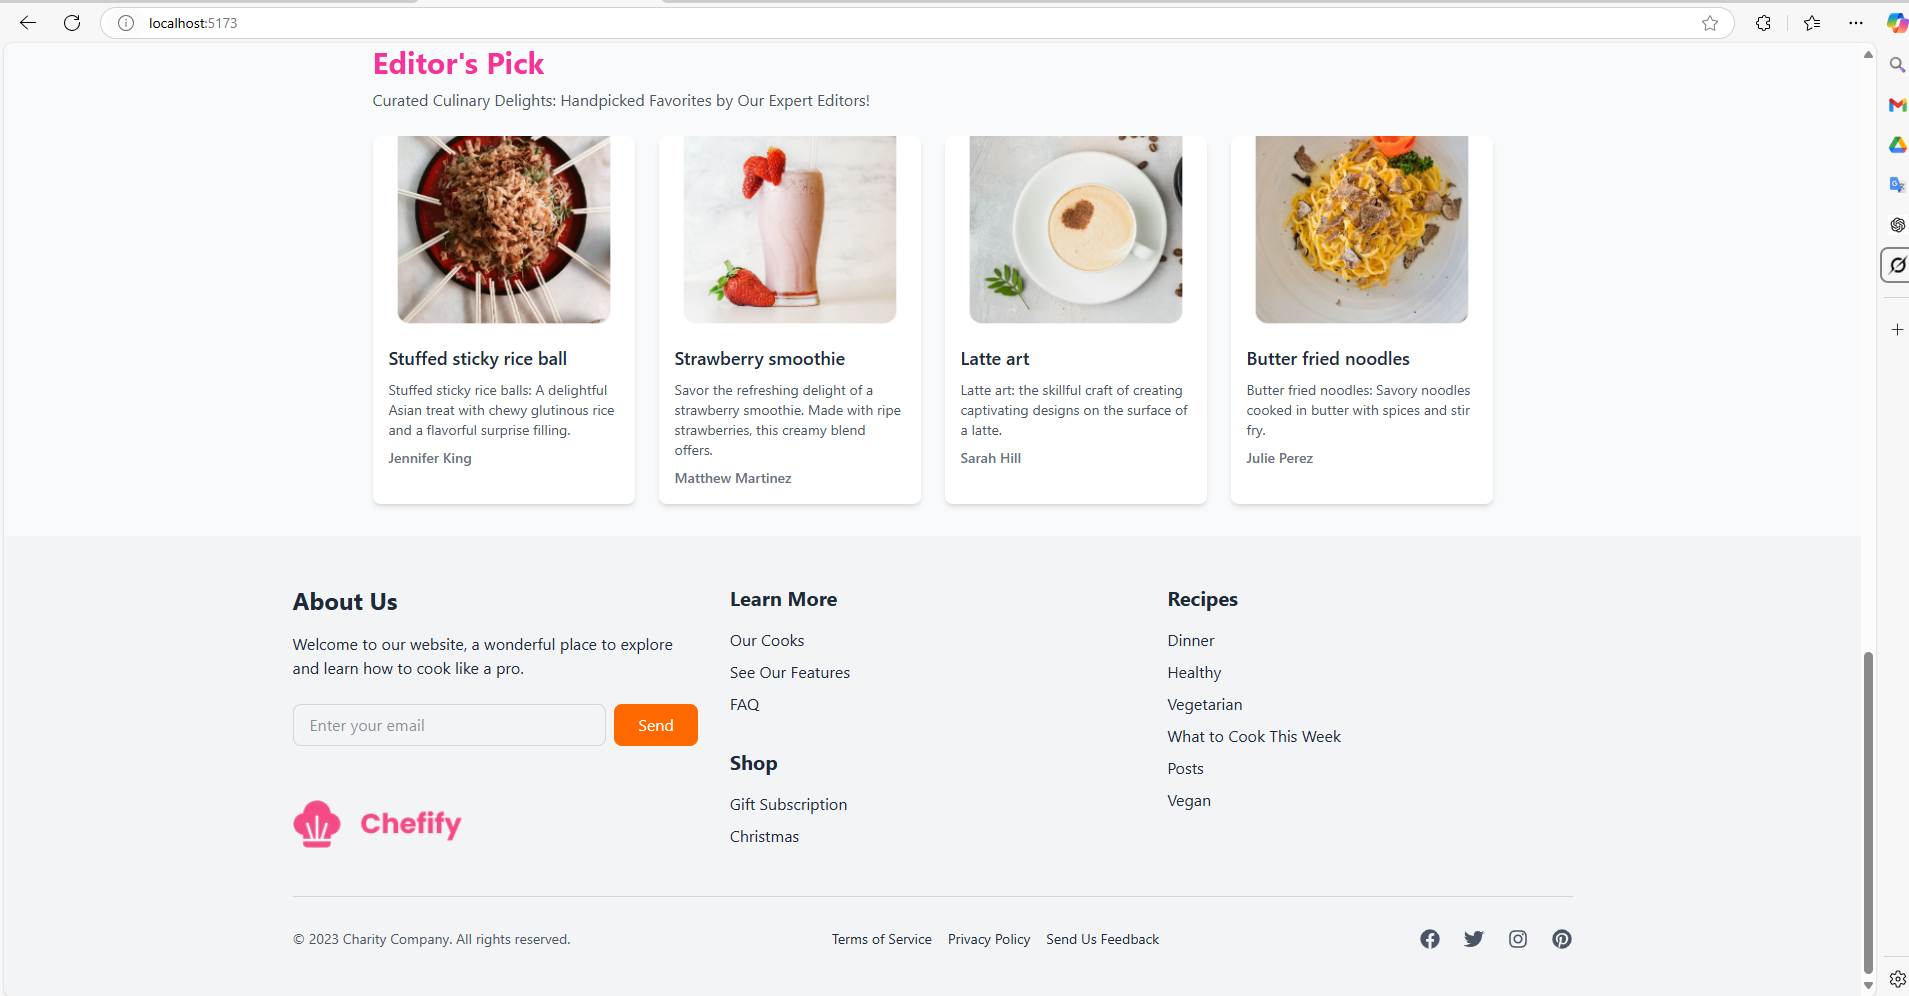 localhost:5173
Editor's Pick
Curated Culinary Delights: Handpicked Favorites by Our Expert Editors!
Stuffed sticky rice ball
Stuffed sticky rice balls: A delightful
Asian treat with chewy glutinous rice
and a flavorful surprise filling.
Jennifer King
Strawberry smoothie
Savor the refreshing delight of a
strawberry smoothie. Made with ripe
strawberries, this creamy blend
offers.
Matthew Martinez
Latte art
Latte art: the skillful craft of creating
captivating designs on the surface of
a latte.
Sarah Hill
Butter fried noodles
Butter fried noodles: Savory noodles
cooked in butter with spices and stir
fry.
Julie Perez
About Us
Welcome to our website, a wonderful place to explore
and learn how to cook like a pro.
Enter your email
Send
Chefify
Learn More
Our Cooks
See Our Features
FAQ
Shop
Gift Subscription
Christmas
Recipes
Dinner
Healthy
Vegetarian
What to Cook This Week
Posts
Vegan
© 2023 Charity Company. All rights reserved.
Terms of Service
Privacy Policy
Send Us Feedback